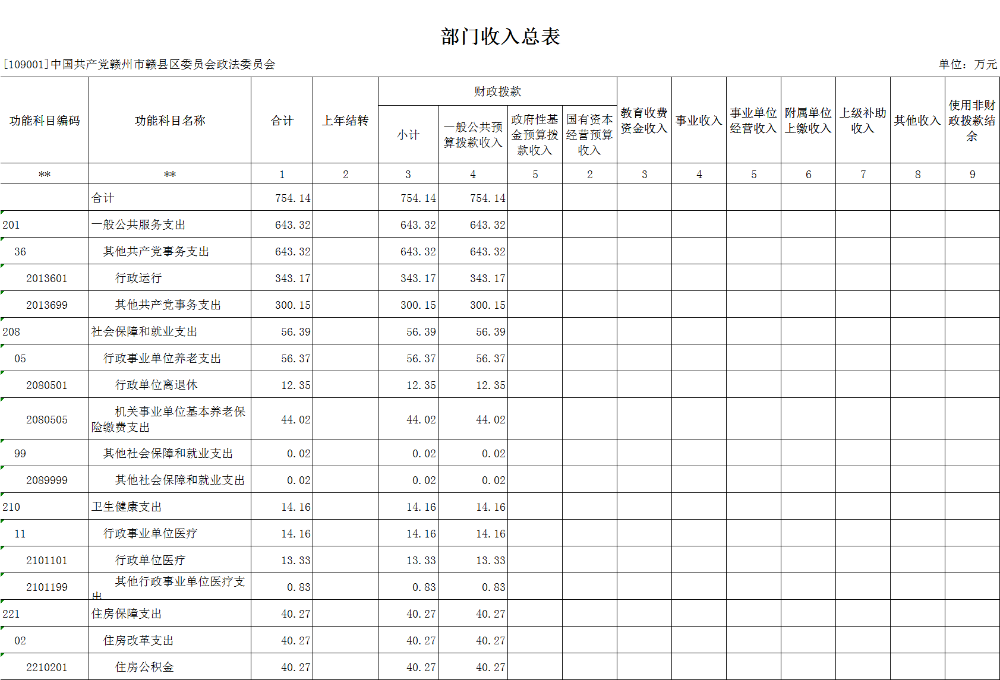 部门收入总表
[109001]中国共产党赣州市赣县区委员会政法委员会 单位：万元
功能科目编码 功能科目名称 合计 上年结转 财政拨款 教育收费资金收入 事业收入 事业单位经营收入 附属单位上缴收入 上级补助收入 其他收入 使用非财政拨款结余
小计 一般公共预算拨款收入 政府性基金预算拨款收入 国有资本经营预算收入
** ** 1 2 3 4 5 2 3 4 5 6 7 8 9
合计 754.14 754.14 754.14
201 一般公共服务支出 643.32 643.32 643.32
36 其他共产党事务支出 643.32 643.32 643.32
2013601 行政运行 343.17 343.17 343.17
2013699 其他共产党事务支出 300.15 300.15 300.15
208 社会保障和就业支出 56.39 56.39 56.39
05 行政事业单位养老支出 56.37 56.37 56.37
2080501 行政单位离退休 12.35 12.35 12.35
2080505 机关事业单位基本养老保险缴费支出 44.02 44.02 44.02
99 其他社会保障和就业支出 0.02 0.02 0.02
2089999 其他社会保障和就业支出 0.02 0.02 0.02
210 卫生健康支出 14.16 14.16 14.16
11 行政事业单位医疗 14.16 14.16 14.16
2101101 行政单位医疗 13.33 13.33 13.33
2101199 其他行政事业单位医疗支出 0.83 0.83 0.83
221 住房保障支出 40.27 40.27 40.27
02 住房改革支出 40.27 40.27 40.27
2210201 住房公积金 40.27 40.27 40.27